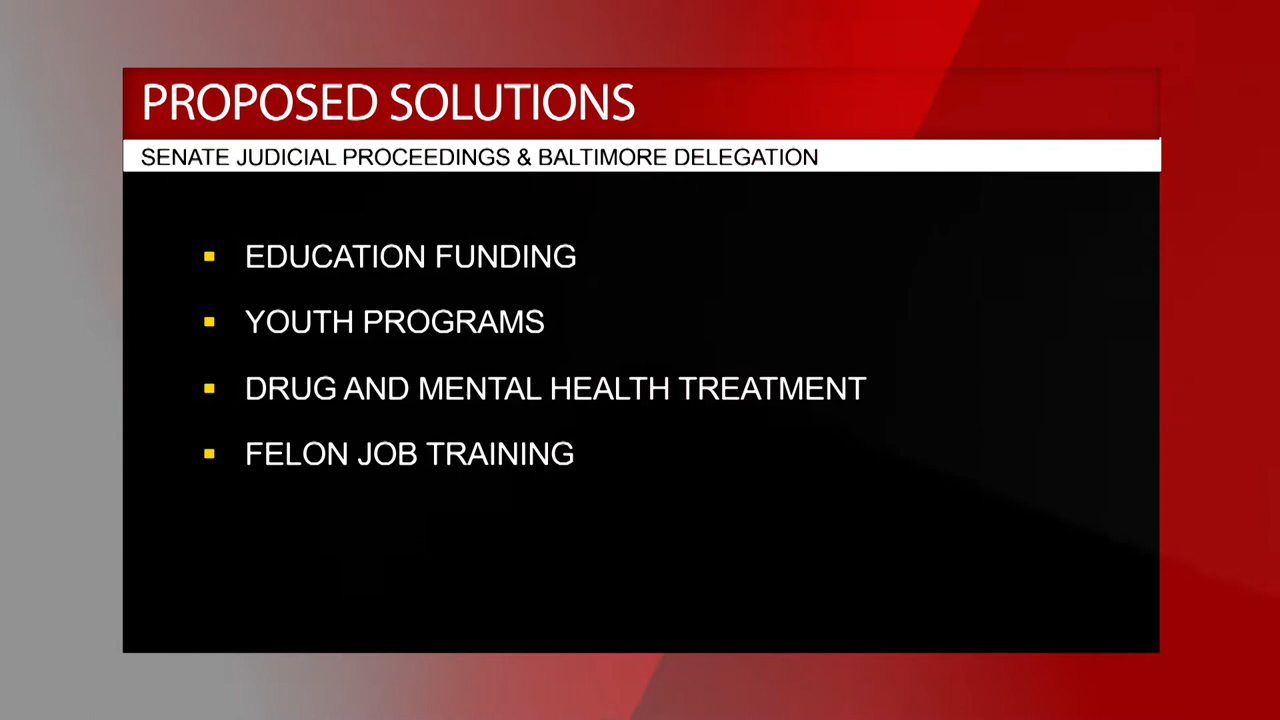 PROPOSED SOLUTIONS
SENATE JUDICIAL PROCEEDINGS & BALTIMORE DELEGATION
EDUCATION FUNDING
YOUTH PROGRAMS
DRUG AND MENTAL HEALTH TREATMENT
FELON JOB TRAINING